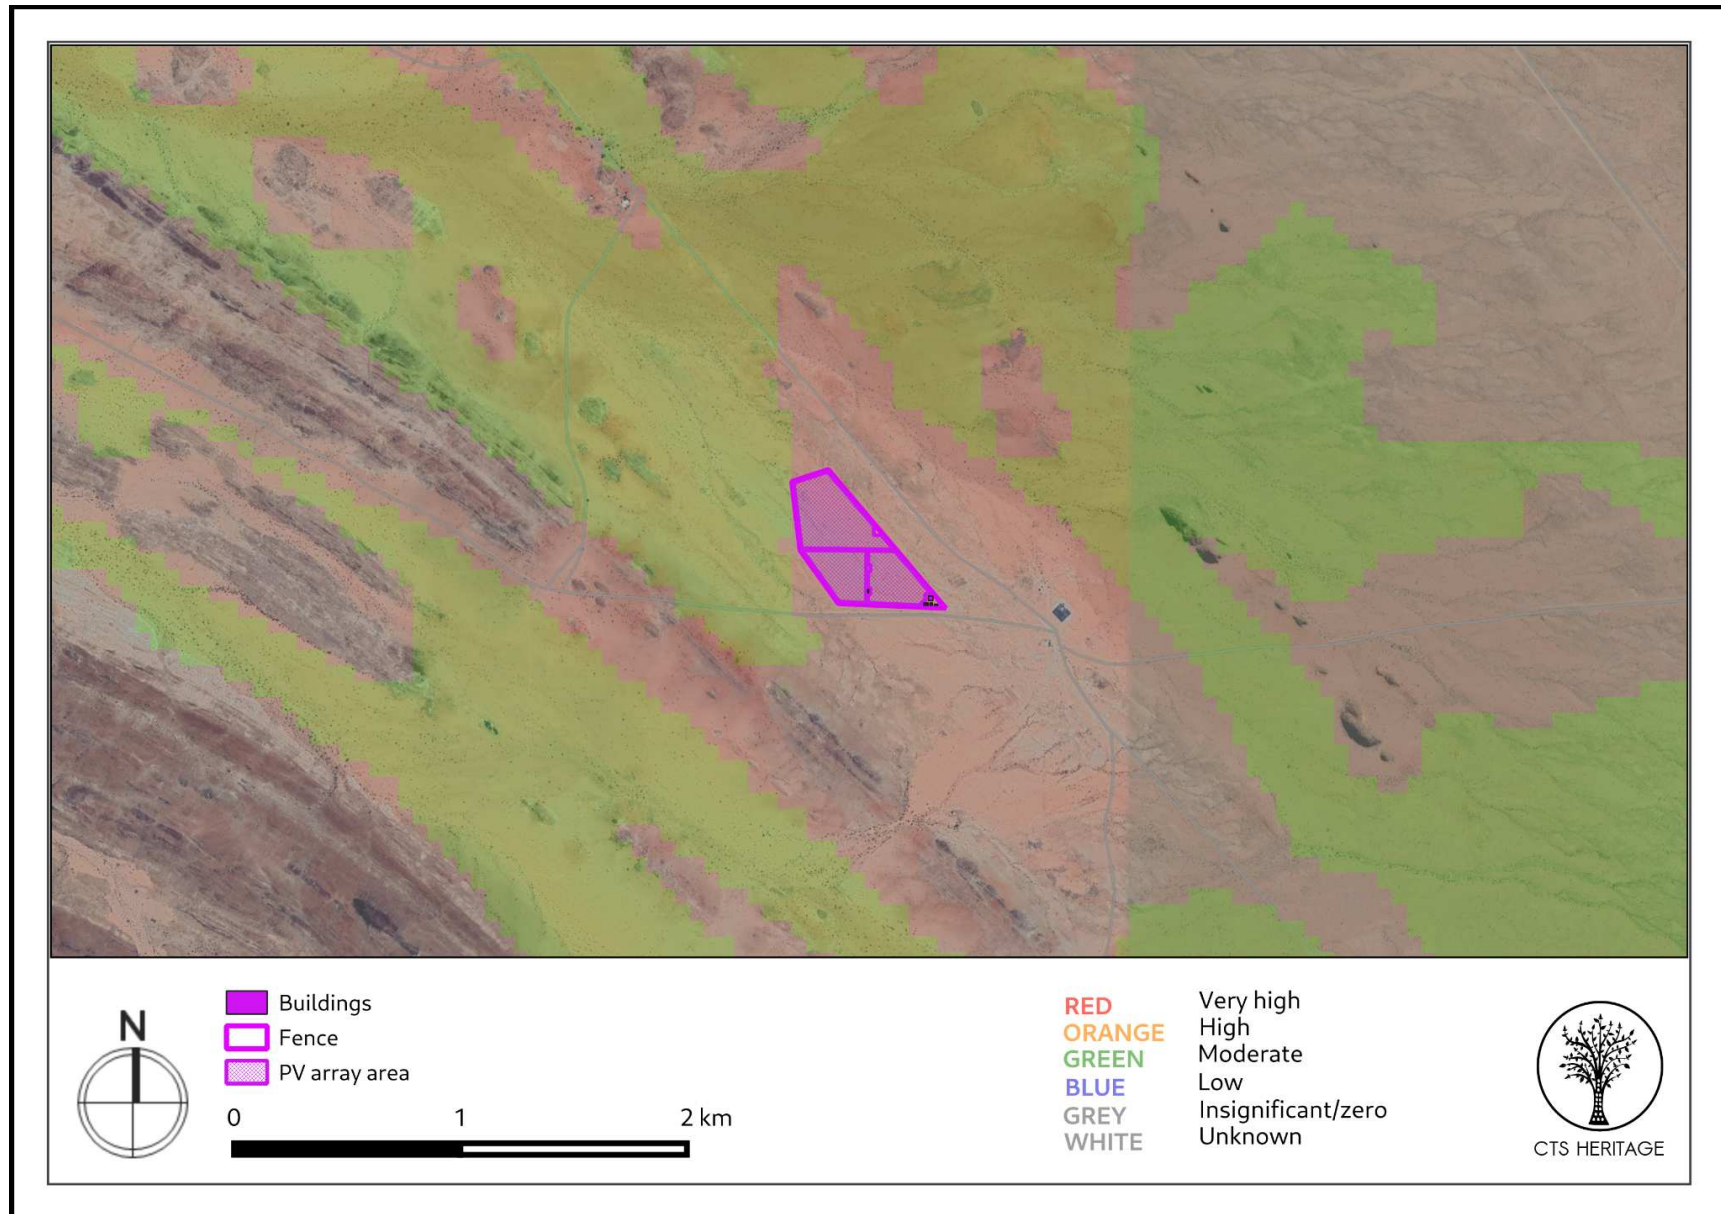 N
Buildings
Fence
PV array area
0 1 2 km
RED Very high
ORANGE High
GREEN Moderate
BLUE Low
GREY Insignificant/zero
WHITE Unknown
CTS HERITAGE